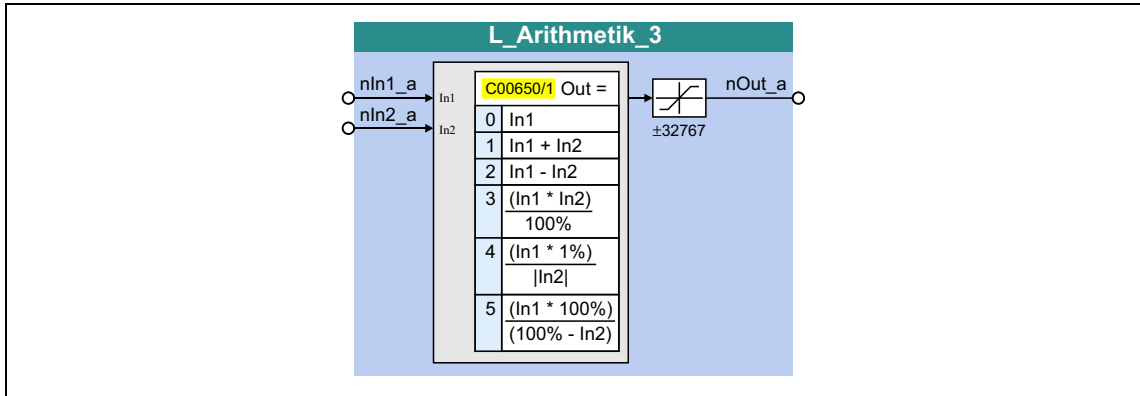 L_Arithmetik_3
nIn1_a
nIn2_a
In1
In2
C00650/1 Out =
0 In1
1 In1 + In2
2 In1 - In2
3 (In1 * In2)
100%
4 (In1 * 1%)
|In2|
5 (In1 * 100%)
(100% - In2)
±32767
nOut_a